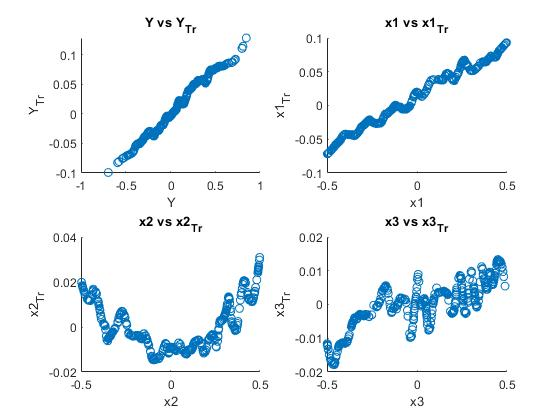 Y vs Y_Tr
0.1
0.05
0
-0.05
-0.1
Y_Tr
-1 -0.5 0 0.5 1
Y
x1 vs x1_Tr
0.1
0.05
0
-0.05
-0.1
x1_Tr
-0.5 0 0.5
x1
x2 vs x2_Tr
0.04
0.02
0
-0.02
x2_Tr
-0.5 0 0.5
x2
x3 vs x3_Tr
0.02
0.01
0
-0.01
-0.02
x3_Tr
-0.5 0 0.5
x3